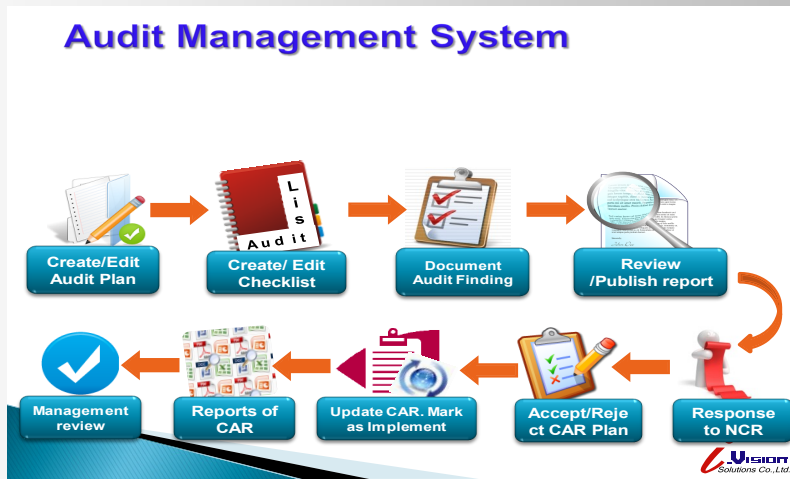 Audit Management System
List
Audit
Create/Edit
Audit Plan
Create/ Edit
Checklist
Document
Audit Finding
Review
/Publish report
Response
to NCR
Accept/Reje
ct CAR Plan
Update CAR. Mark
as Implement
Reports of
CAR
Management
review
Vision
Solutions Co.,Ltd.